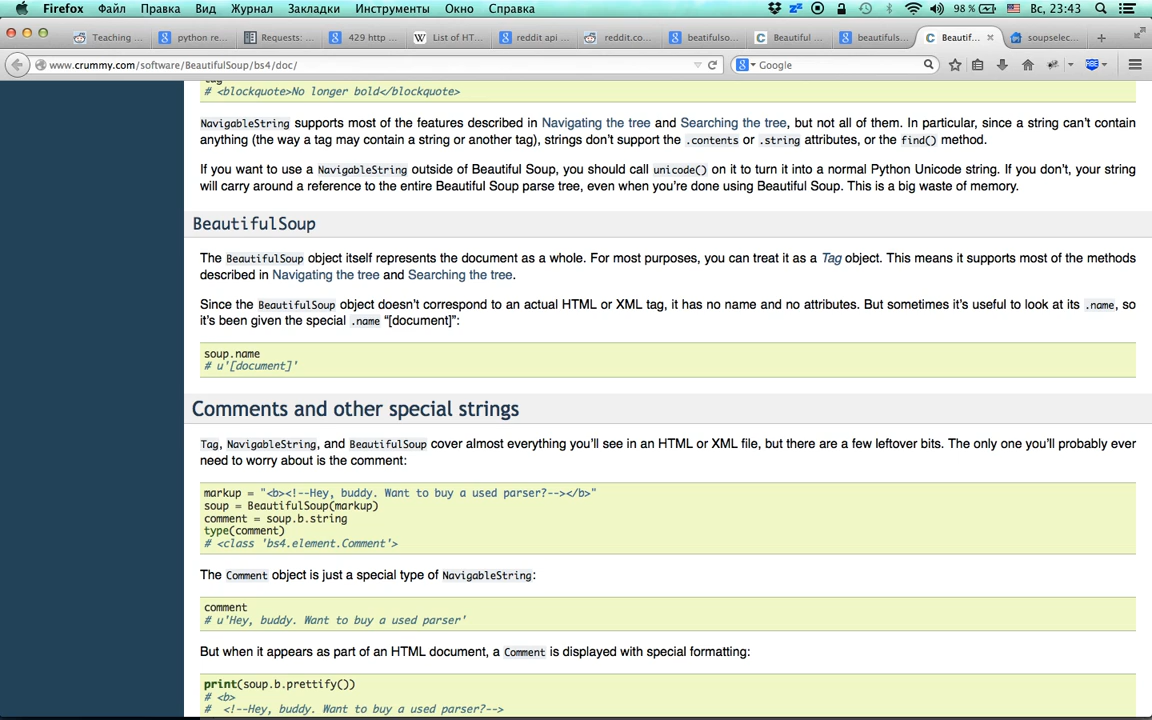 Firefox Файл Правка Вид Журнал Закладки Инструменты Окно Справка 98 % Вс, 23:43
Teaching ... python re... Requests: ... 429 http ... List of HT... reddit api ... reddit.co... beatifulso... Beautiful ... beautifuls... Beautif... soupselec...
www.crummy.com/software/BeautifulSoup/bs4/doc/ Google
# <blockquote>No longer bold</blockquote>
NavigableString supports most of the features described in Navigating the tree and Searching the tree, but not all of them. In particular, since a string can’t contain
anything (the way a tag may contain a string or another tag), strings don’t support the .contents or .string attributes, or the find() method.
If you want to use a NavigableString outside of Beautiful Soup, you should call unicode() on it to turn it into a normal Python Unicode string. If you don’t, your string
will carry around a reference to the entire Beautiful Soup parse tree, even when you’re done using Beautiful Soup. This is a big waste of memory.
BeautifulSoup
The BeautifulSoup object itself represents the document as a whole. For most purposes, you can treat it as a Tag object. This means it supports most of the methods
described in Navigating the tree and Searching the tree.
Since the BeautifulSoup object doesn’t correspond to an actual HTML or XML tag, it has no name and no attributes. But sometimes it’s useful to look at its .name, so
it’s been given the special .name “[document]”:
soup.name
# u'[document]'
Comments and other special strings
Tag, NavigableString, and BeautifulSoup cover almost everything you’ll see in an HTML or XML file, but there are a few leftover bits. The only one you’ll probably ever
need to worry about is the comment:
markup = "<b><!--Hey, buddy. Want to buy a used parser?--></b>"
soup = BeautifulSoup(markup)
comment = soup.b.string
type(comment)
# <class 'bs4.element.Comment'>
The Comment object is just a special type of NavigableString:
comment
# u'Hey, buddy. Want to buy a used parser'
But when it appears as part of an HTML document, a Comment is displayed with special formatting:
print(soup.b.prettify())
# <b>
#  <!--Hey, buddy. Want to buy a used parser?-->